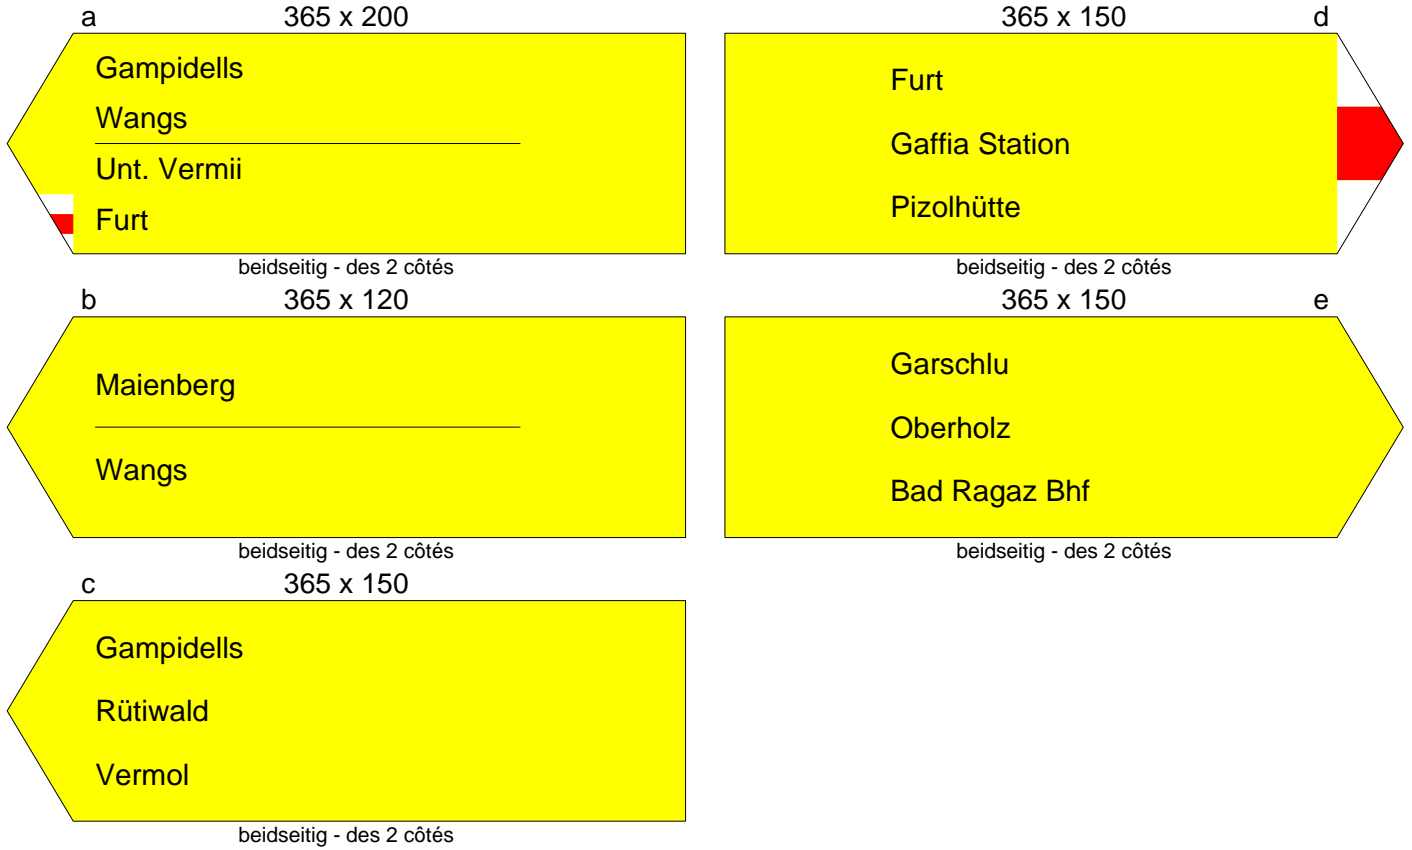 a 365 x 200
Gampidells
Wangs
Unt. Vermii
Furt
beidseitig - des 2 côtés
b 365 x 120
Maienberg
Wangs
beidseitig - des 2 côtés
c 365 x 150
Gampidells
Rütiwald
Vermol
beidseitig - des 2 côtés
365 x 150 d
Furt
Gaffia Station
Pizolhütte
beidseitig - des 2 côtés
365 x 150 e
Garschlu
Oberholz
Bad Ragaz Bhf
beidseitig - des 2 côtés